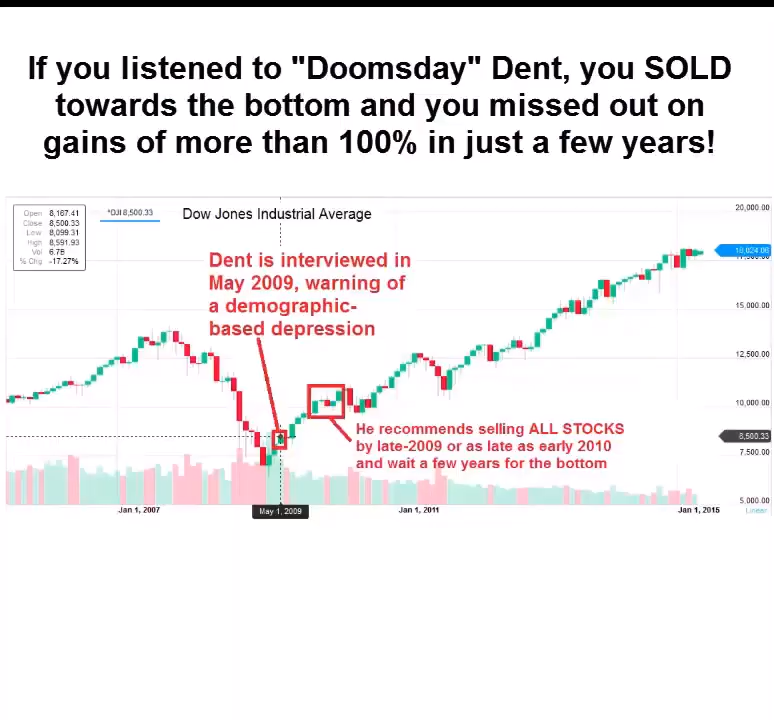 If you listened to "Doomsday" Dent, you SOLD
towards the bottom and you missed out on
gains of more than 100% in just a few years!
Open 8,167.41
Close 8,500.33
Low 8,099.31
High 8,591.93
Vol 6.7B
% Chg -17.27%
^DJI 8,500.33
Dow Jones Industrial Average
20,000.00
Dent is interviewed in
May 2009, warning of
a demographic-
based depression
18,024.06
17,500.00
15,000.00
12,500.00
10,000.00
He recommends selling ALL STOCKS
by late-2009 or as late as early 2010
and wait a few years for the bottom
8,500.33
7,500.00
5,000.00
Jan 1, 2007
May 1, 2009
Jan 1, 2011
Jan 1, 2015
Linear